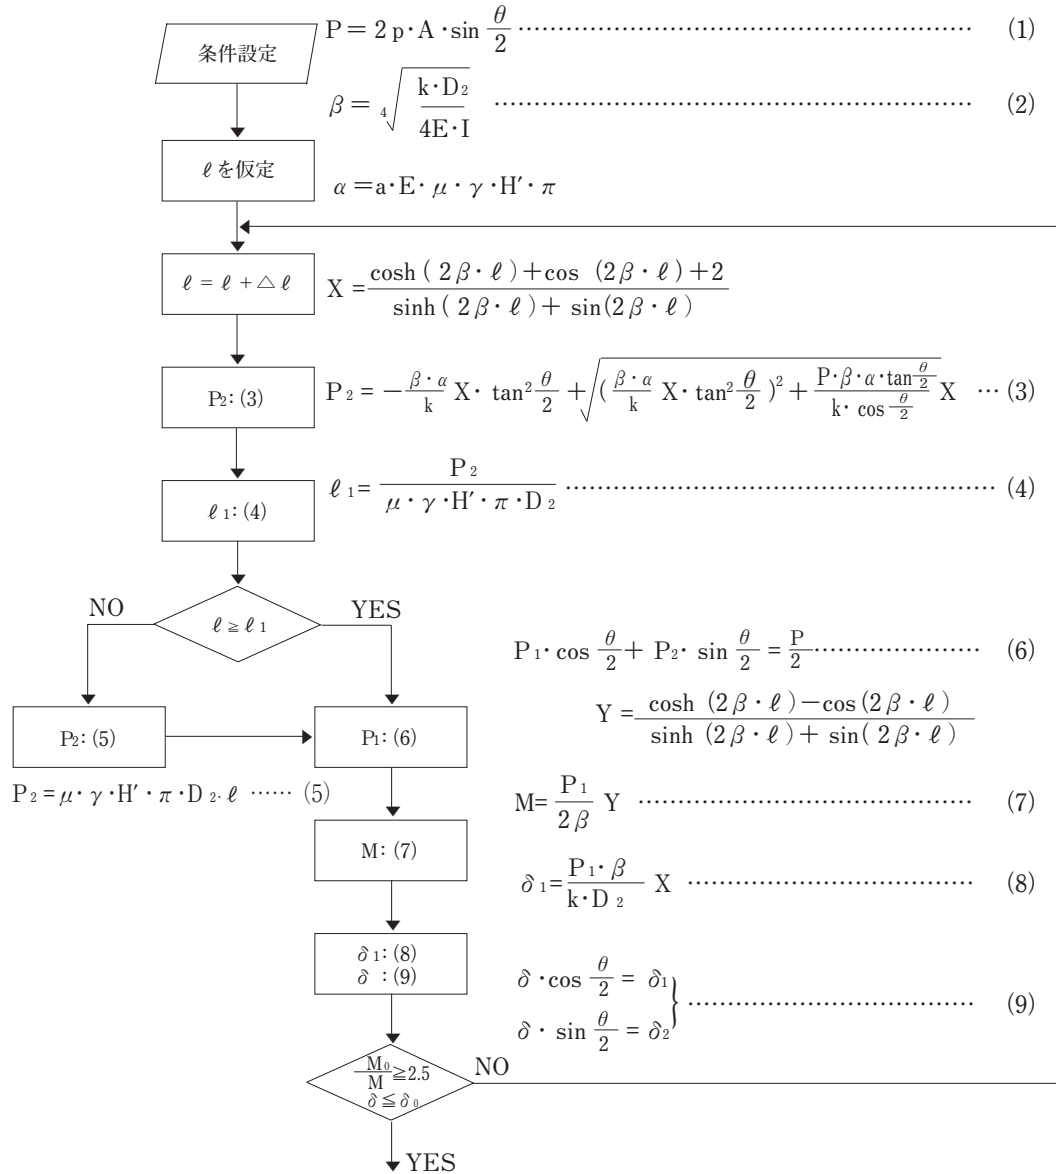 条件設定
P = 2p・A・sin θ/2 …………………… (1)
β = ⁴√(k・D₂ / 4E・I) …………………… (2)
ℓを仮定
α = a・E・μ・γ・H′・π
ℓ = ℓ + △ℓ
X = (cosh(2β・ℓ)+cos (2β・ℓ)+2) / (sinh(2β・ℓ)+ sin(2β・ℓ))
P₂: (3)
P₂ = −(β・α/k) X・tan² θ/2 + √((β・α/k X・tan² θ/2)² + (P・β・α・tan θ/2)/(k・cos θ/2)) X … (3)
ℓ₁: (4)
ℓ₁ = P₂ / (μ・γ・H′・π・D₂) …………………… (4)
ℓ ≧ ℓ₁
NO
YES
P₁・cos θ/2 + P₂・sin θ/2 = P/2 …………………… (6)
P₂: (5)
P₁: (6)
Y = (cosh (2β・ℓ)−cos(2β・ℓ)) / (sinh (2β・ℓ)+ sin(2β・ℓ))
P₂ = μ・γ・H′・π・D₂・ℓ …… (5)
M: (7)
M = (P₁/2β) Y …………………… (7)
δ₁ = (P₁・β / k・D₂) X …………………… (8)
δ₁: (8)
δ : (9)
δ・cos θ/2 = δ₁
δ・sin θ/2 = δ₂ } …………………… (9)
M₀/M ≧2.5
δ ≦ δ₀
NO
YES